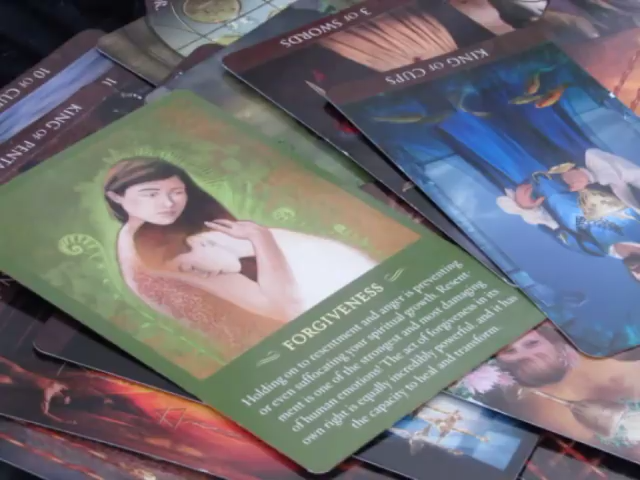 3 OF SWORDS
KING OF CUPS
10 OF CU
II
KING OF PENT
FORGIVENESS
Holding on to resentment and anger is preventing
or even suffocating your spiritual growth. Resent-
ment is one of the strongest and most damaging
of human emotions! The act of forgiveness in its
own right is equally incredibly powerful, and it has
the capacity to heal and transform.